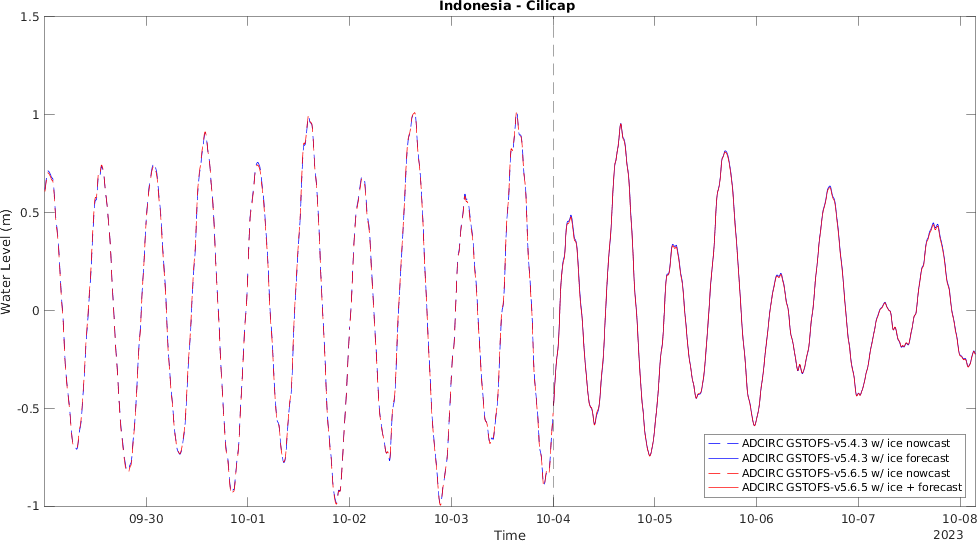 Indonesia - Cilicap
1.5
1
0.5
0
-0.5
-1
Water Level (m)
ADCIRC GSTOFS-v5.4.3 w/ ice nowcast
ADCIRC GSTOFS-v5.4.3 w/ ice forecast
ADCIRC GSTOFS-v5.6.5 w/ ice nowcast
ADCIRC GSTOFS-v5.6.5 w/ ice + forecast
09-30 10-01 10-02 10-03 10-04 10-05 10-06 10-07 10-08
Time
2023